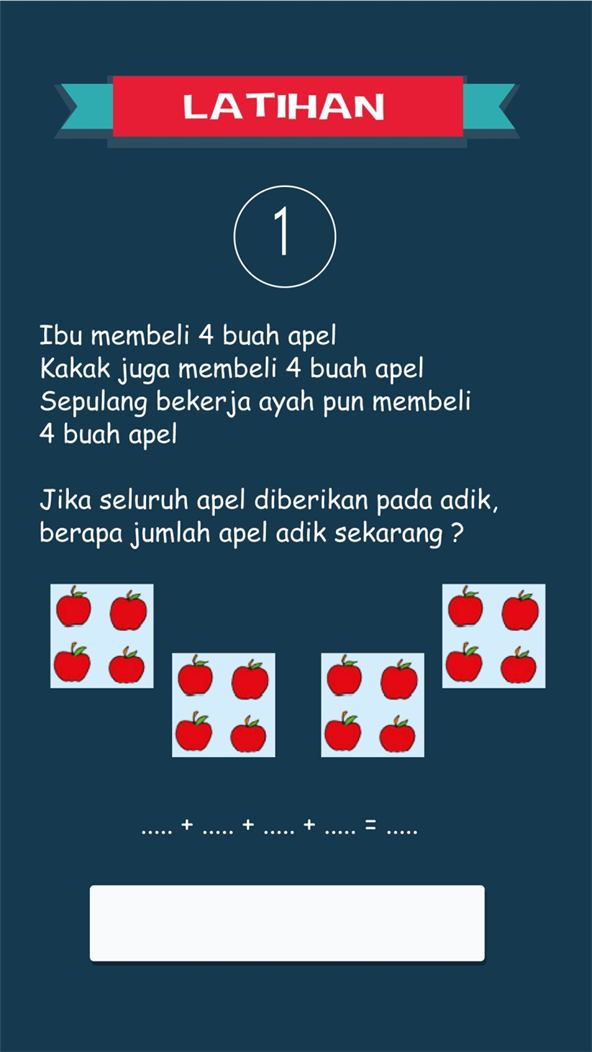 LATIHAN
1
Ibu membeli 4 buah apel
Kakak juga membeli 4 buah apel
Sepulang bekerja ayah pun membeli
4 buah apel
Jika seluruh apel diberikan pada adik,
berapa jumlah apel adik sekarang ?
..... + ..... + ..... + ..... = .....